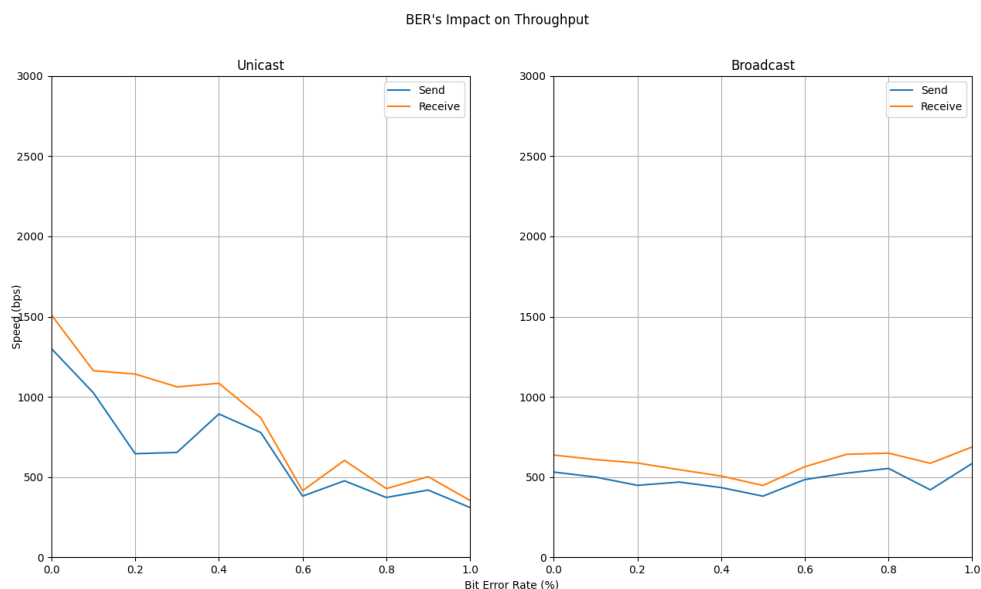 BER's Impact on Throughput
Unicast
Broadcast
Send
Receive
Send
Receive
Speed (bps)
3000
2500
2000
1500
1000
500
0
0.0 0.2 0.4 0.6 0.8 1.0
3000
2500
2000
1500
1000
500
0
0.0 0.2 0.4 0.6 0.8 1.0
Bit Error Rate (%)